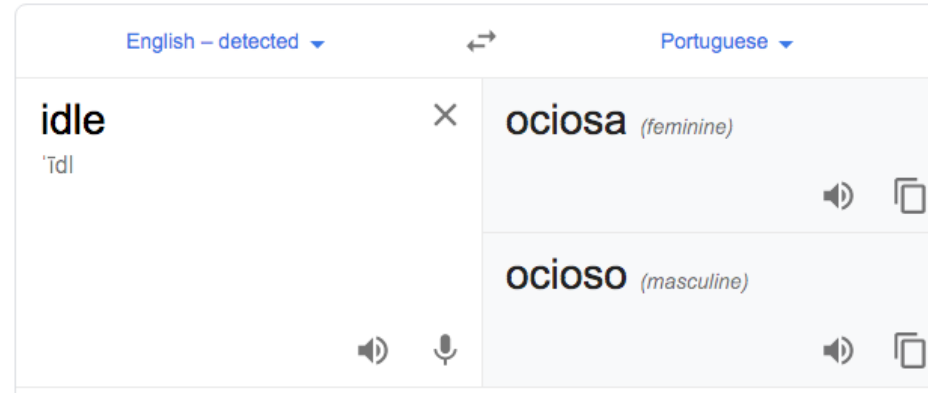 English – detected
Portuguese
idle
ˈīdl
ociosa (feminine)
ocioso (masculine)